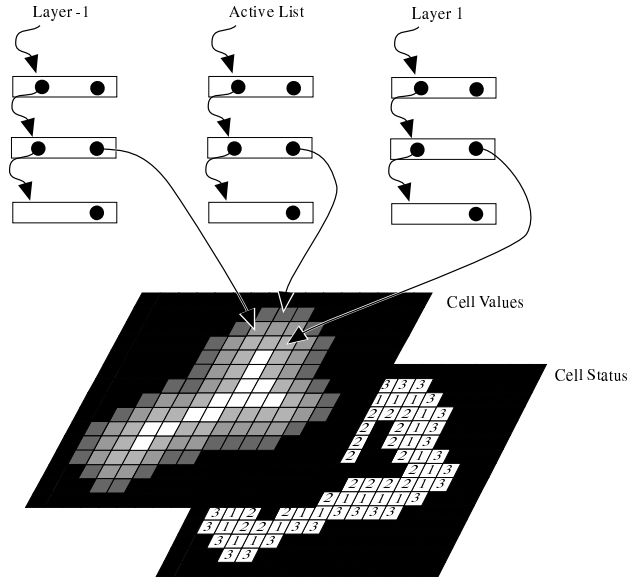 Layer -1
Active List
Layer 1
Cell Values
Cell Status
3 3 3
1 1 1 3
2 2 2 1 3
2 2 1 3
2 2 1 3
2 2 1 3
2 1 3
2 2 2 2 1 3
2 1 1 1 1 1 3
3 1 2 2 1 1 3 3 3 3
3 1 2 2 1 3 3
3 1 1 3
3 3